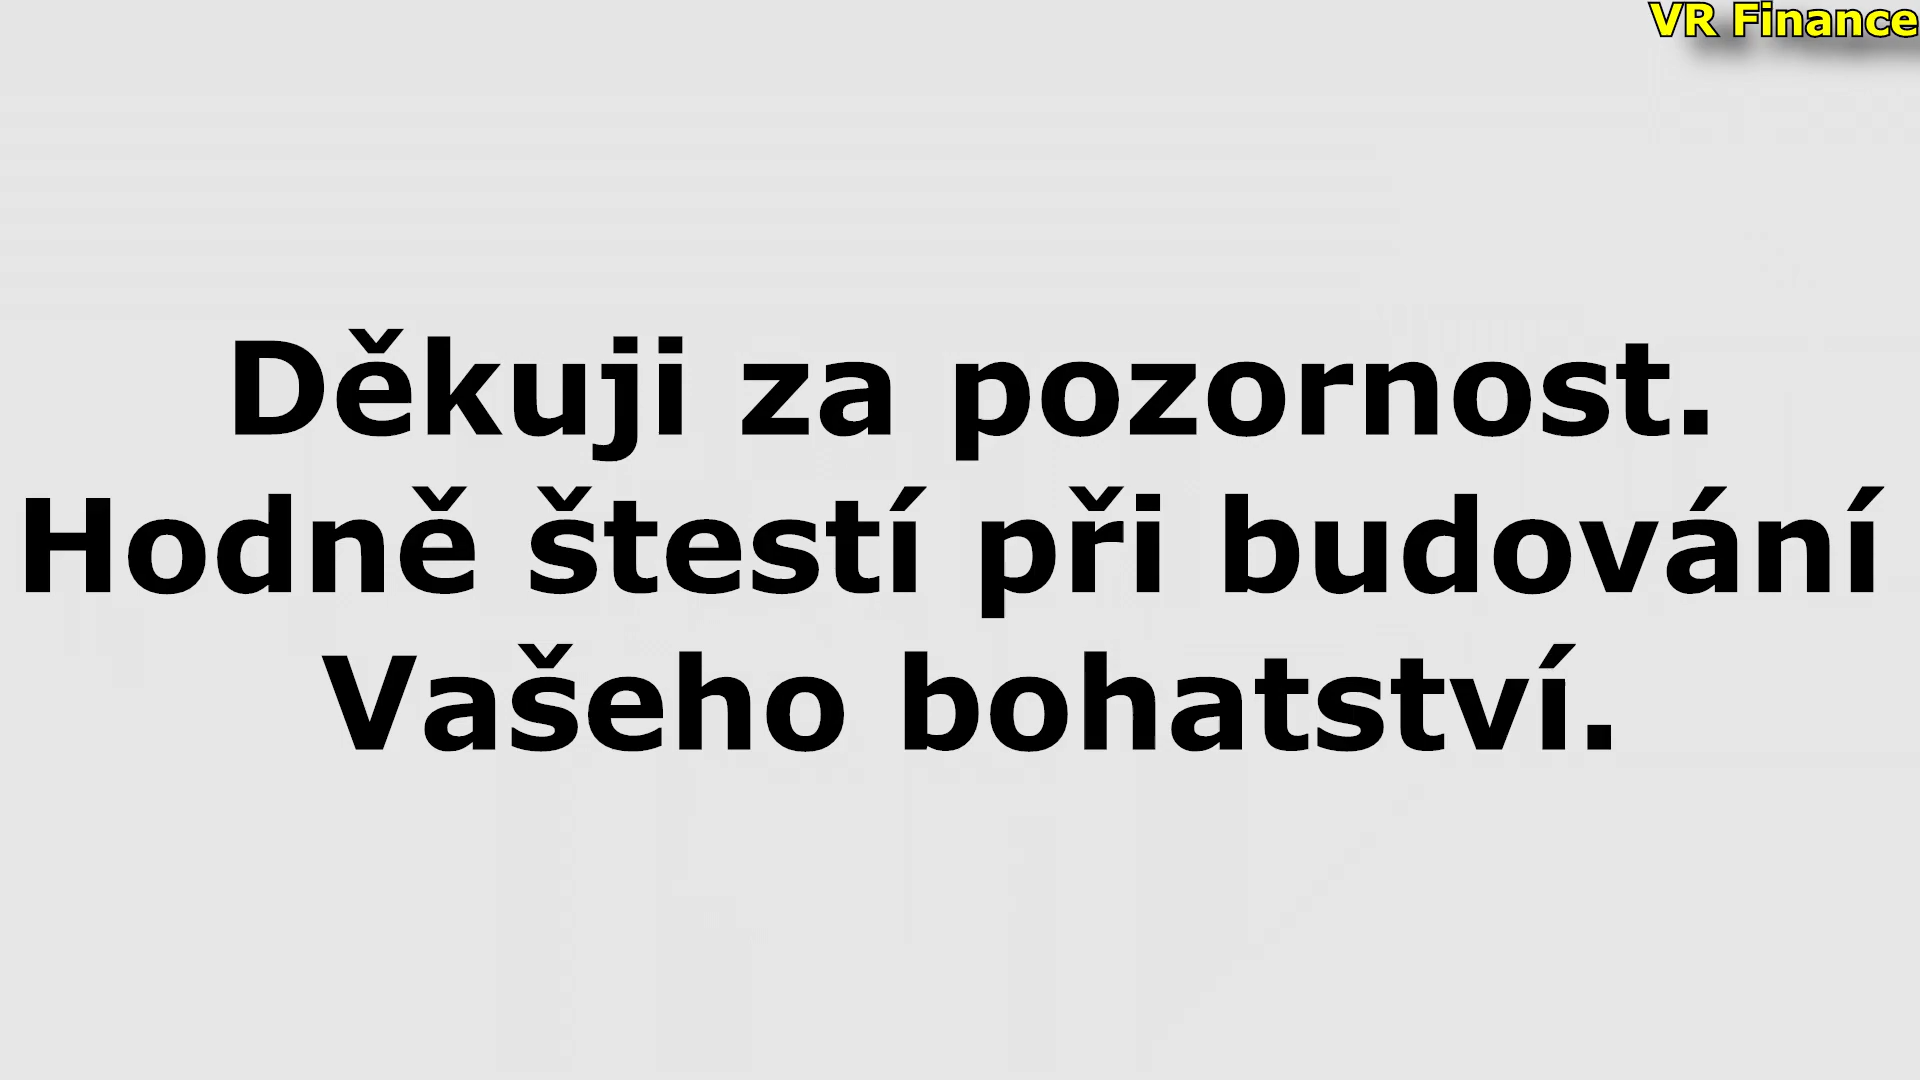 VR Finance
Děkuji za pozornost.
Hodně štestí při budování
Vašeho bohatství.